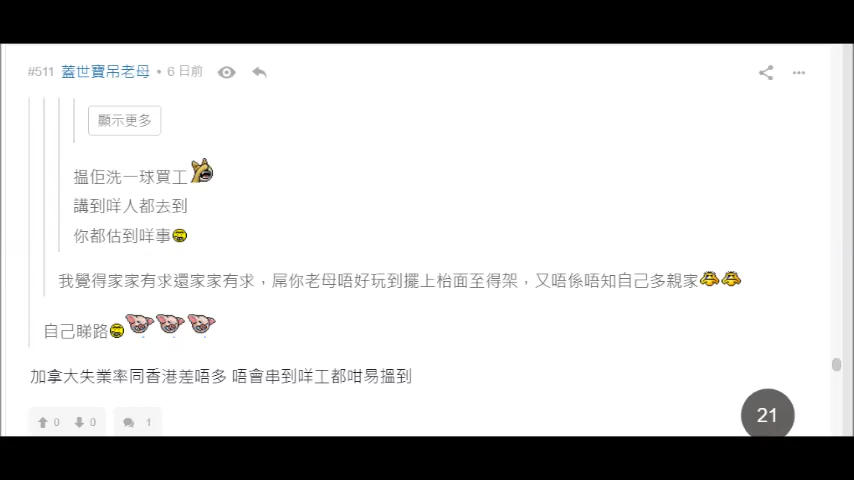 #511 蓋世寶吊老母 • 6 日前
顯示更多
搵佢洗一球買工
講到咩人都去到
你都估到咩事
我覺得家家有求還家家有求，屌你老母唔好玩到擺上枱面至得架，又唔係唔知自己多親家
自己睇路
加拿大失業率同香港差唔多 唔會串到咩工都咁易搵到
0 0 1
21